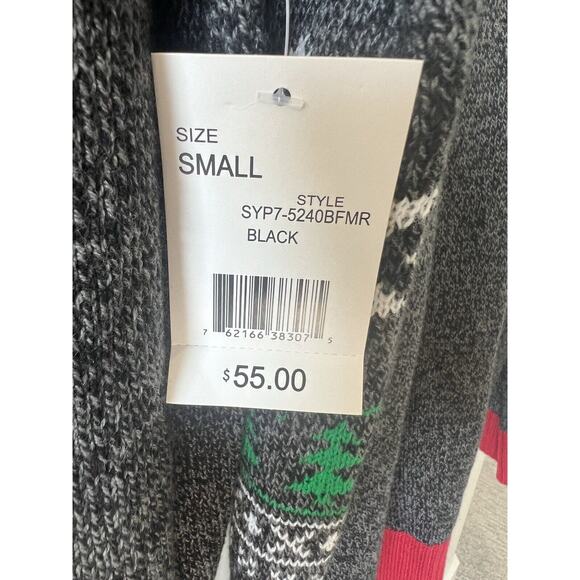 SIZE
SMALL
STYLE
SYP7-5240BFMR
BLACK
7 62166 38307 5
$55.00